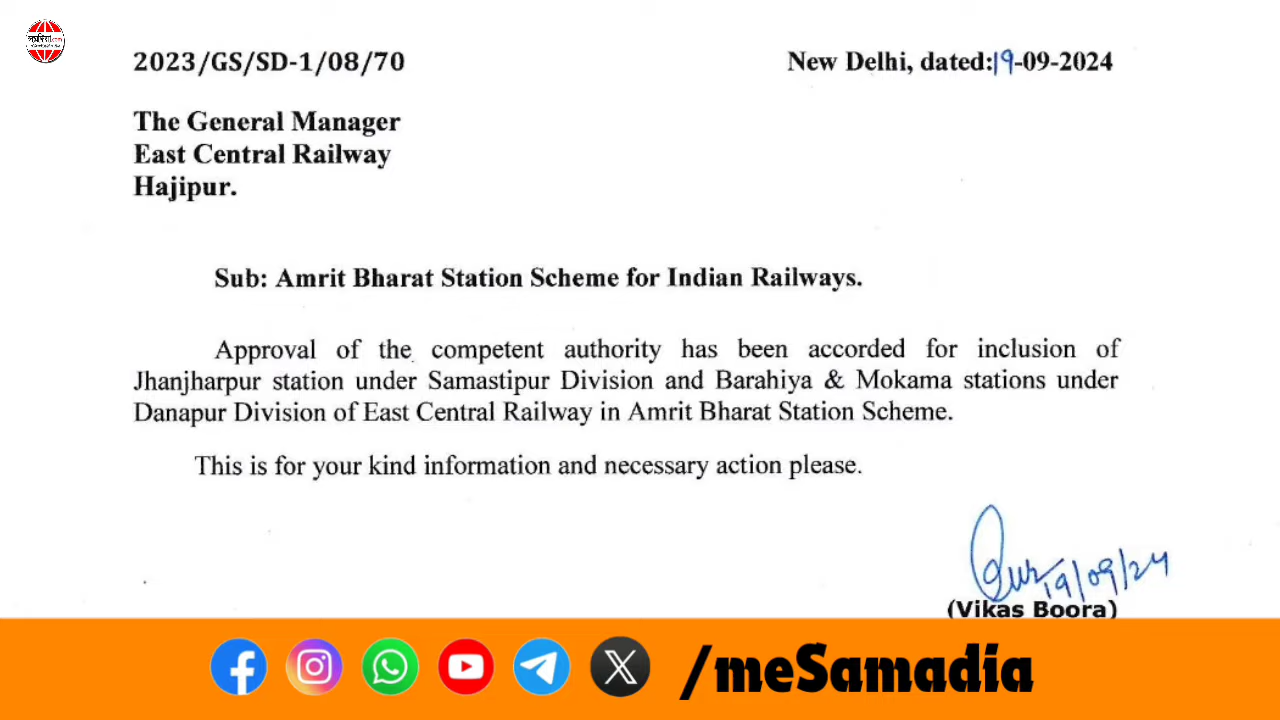 2023/GS/SD-1/08/70
New Delhi, dated:19-09-2024
The General Manager
East Central Railway
Hajipur.
Sub: Amrit Bharat Station Scheme for Indian Railways.
Approval of the competent authority has been accorded for inclusion of
Jhanjharpur station under Samastipur Division and Barahiya & Mokama stations under
Danapur Division of East Central Railway in Amrit Bharat Station Scheme.
This is for your kind information and necessary action please.
19/09/24
(Vikas Boora)
/meSamadia